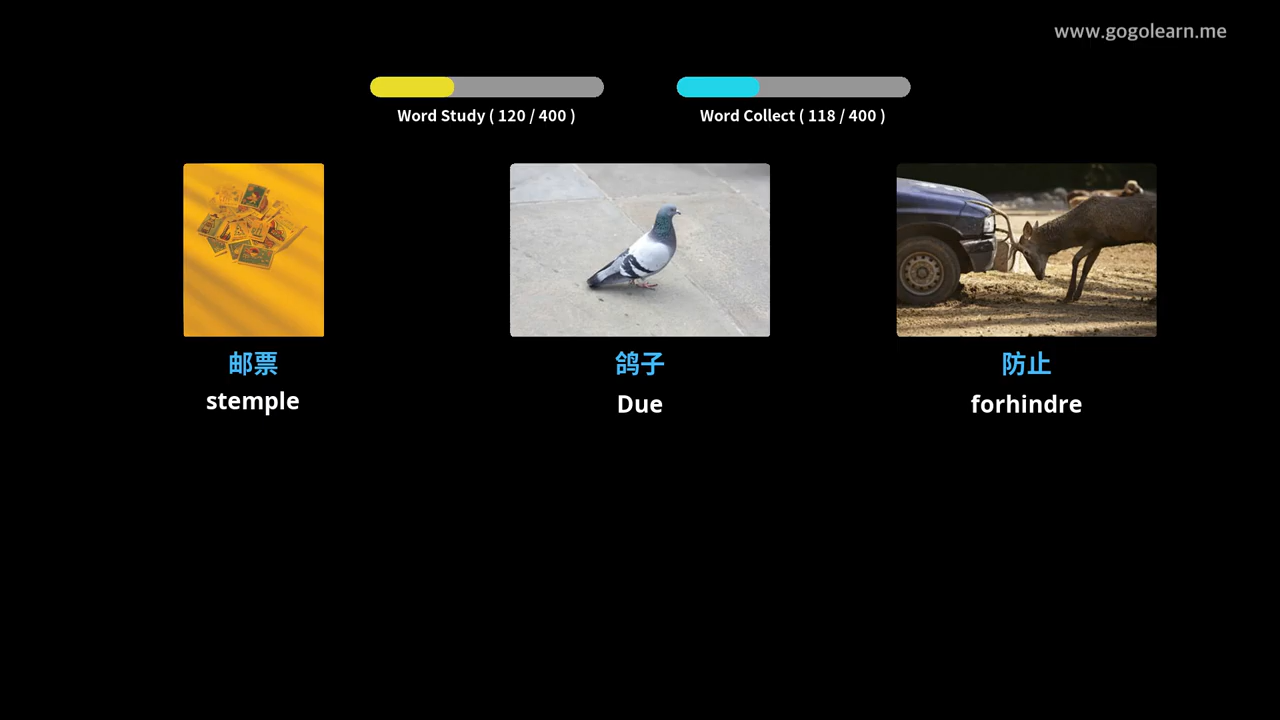 www.gogolearn.me
Word Study ( 120 / 400 )
Word Collect ( 118 / 400 )
邮票
stemple
鸽子
Due
防止
forhindre